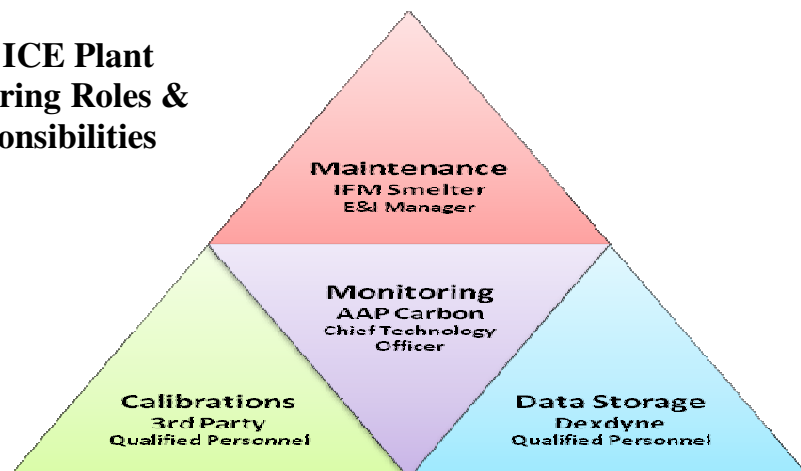 ICE Plant
ring Roles &
onsibilities
Maintenance
IFM Smelter
E&I Manager
Monitoring
AAP Carbon
Chief Technology
Officer
Calibrations
3rd Party
Qualified Personnel
Data Storage
Dexdyne
Qualified Personnel